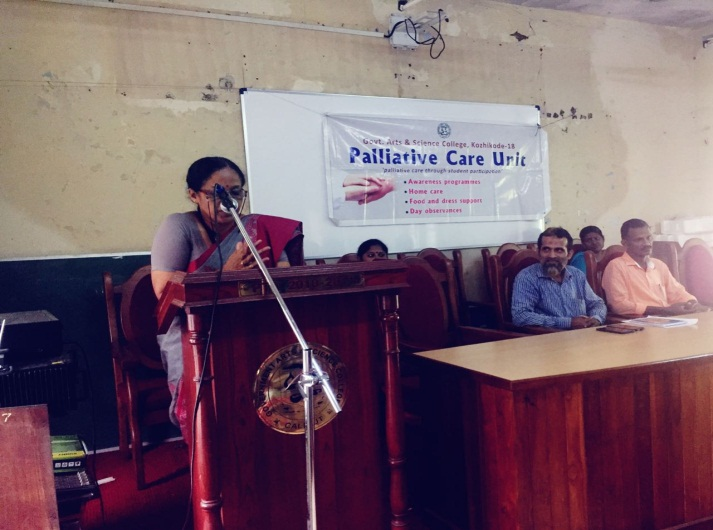 Govt. Arts & Science College, Kozhikode-18
Palliative Care Unit
'palliative care through student participation'
• Awareness programmes
• Home care
• Food and dress support
• Day observances
7